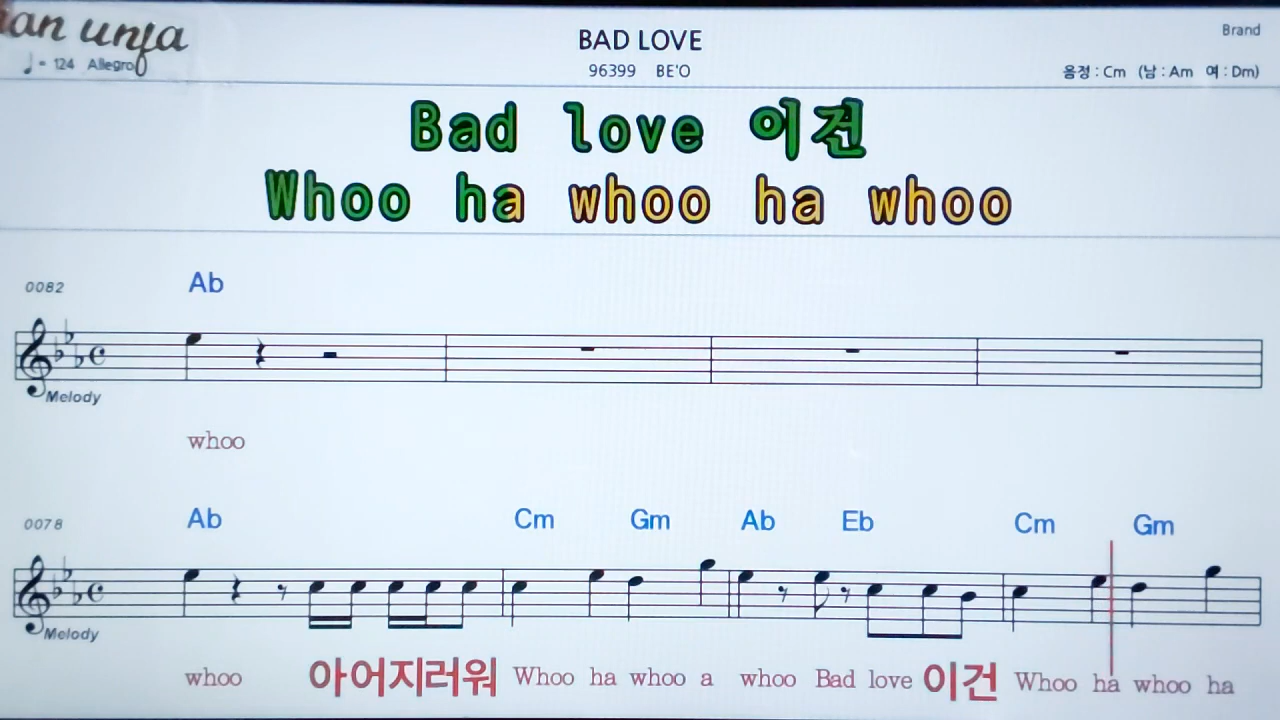 an unfa
♩ = 124 Allegro
BAD LOVE
96399 BE'O
Brand
음정 : Cm (남 : Am 여 : Dm)
Bad love 이건
Whoo ha whoo ha whoo
0082 Ab
Melody
whoo
0078 Ab Cm Gm Ab Eb Cm Gm
Melody
whoo 아어지러워 Whoo ha whoo a whoo Bad love 이건 Whoo ha whoo ha